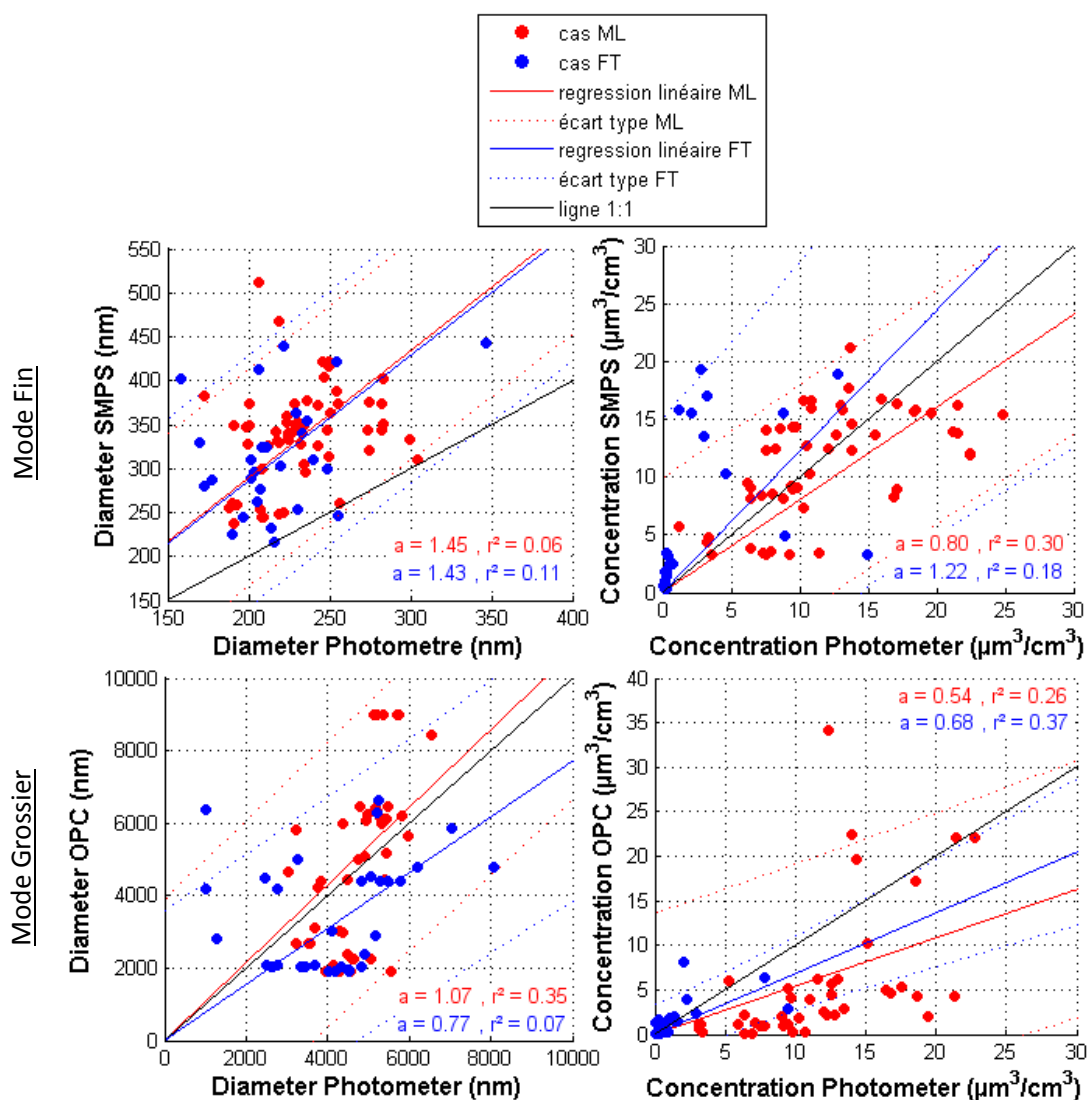 cas ML
cas FT
regression linéaire ML
écart type ML
regression linéaire FT
écart type FT
ligne 1:1
Mode Fin
Diameter SMPS (nm)
550
500
450
400
350
300
250
200
150
a = 1.45 , r² = 0.06
a = 1.43 , r² = 0.11
150 200 250 300 350 400
Diameter Photometre (nm)
Concentration SMPS (µm³/cm³)
30
25
20
15
10
5
0
a = 0.80 , r² = 0.30
a = 1.22 , r² = 0.18
0 5 10 15 20 25 30
Concentration Photometer (µm³/cm³)
Mode Grossier
Diameter OPC (nm)
10000
8000
6000
4000
2000
0
a = 1.07 , r² = 0.35
a = 0.77 , r² = 0.07
0 2000 4000 6000 8000 10000
Diameter Photometer (nm)
Concentration OPC (µm³/cm³)
40
35
30
25
20
15
10
5
0
a = 0.54 , r² = 0.26
a = 0.68 , r² = 0.37
0 5 10 15 20 25 30
Concentration Photometer (µm³/cm³)